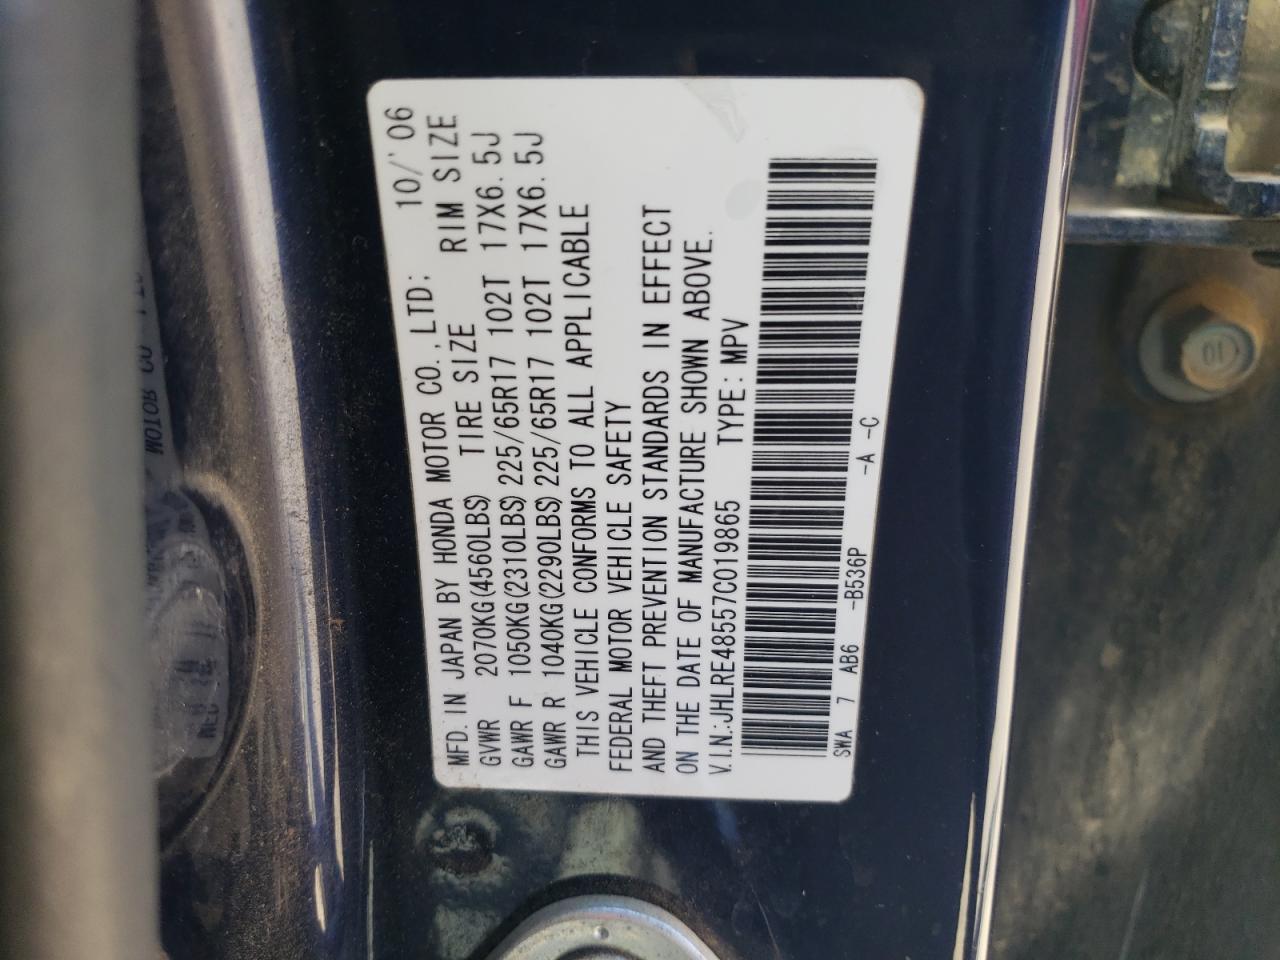 MFD. IN JAPAN BY HONDA MOTOR CO.,LTD: 10/'06
GVWR 2070KG(4560LBS) TIRE SIZE RIM SIZE
GAWR F 1050KG(2310LBS) 225/65R17 102T 17X6.5J
GAWR R 1040KG(2290LBS) 225/65R17 102T 17X6.5J
THIS VEHICLE CONFORMS TO ALL APPLICABLE
FEDERAL MOTOR VEHICLE SAFETY
AND THEFT PREVENTION STANDARDS IN EFFECT
ON THE DATE OF MANUFACTURE SHOWN ABOVE.
V.I.N.:JHLRE48557C019865 TYPE:MPV
SWA 7 AB6 -B536P -A -C
MOTOR CO